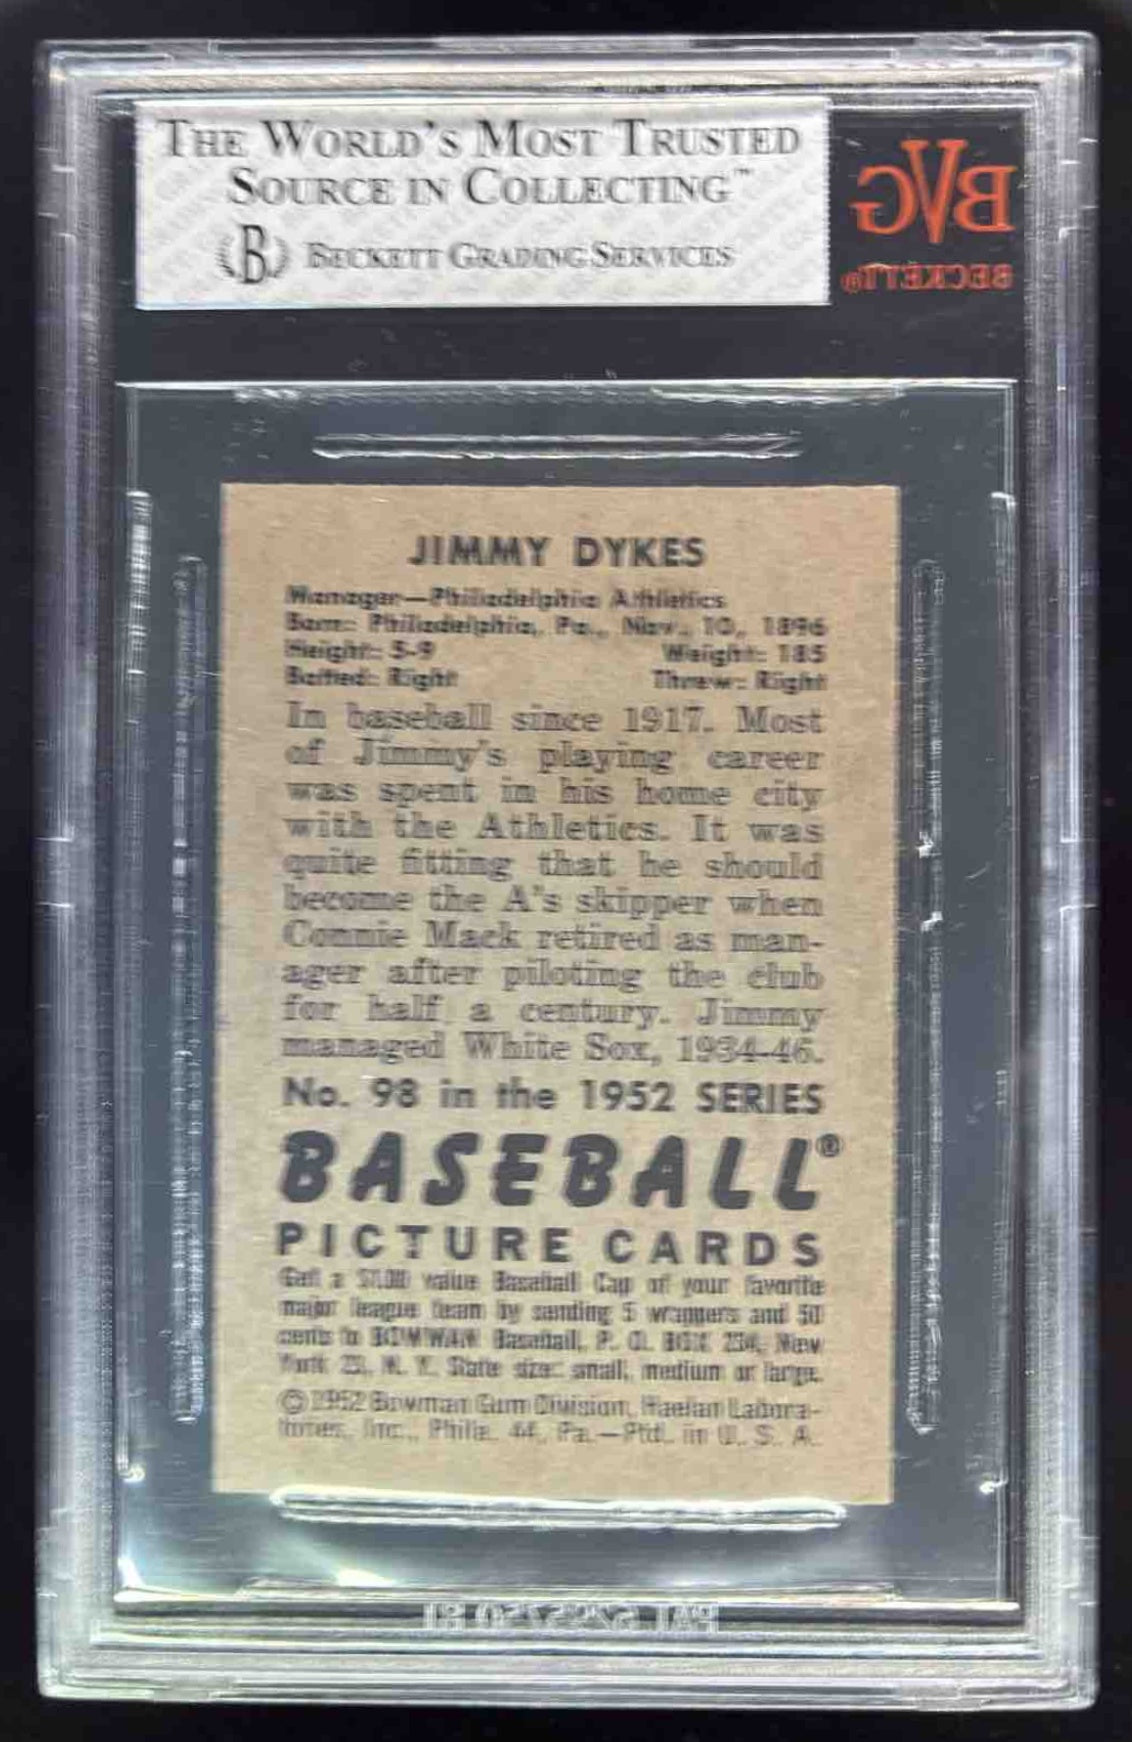 THE WORLD'S MOST TRUSTED
SOURCE IN COLLECTING™
B BECKETT GRADING SERVICES
BVG
BECKETT®
JIMMY DYKES
Manager—Philadelphia Athletics
Born: Philadelphia, Pa., Nov. 10, 1896
Height: 5-9 Weight: 185
Batted: Right Threw: Right
In baseball since 1917. Most
of Jimmy's playing career
was spent in his home city
with the Athletics. It was
quite fitting that he should
become the A's skipper when
Connie Mack retired as man-
ager after piloting the club
for half a century. Jimmy
managed White Sox, 1934-46.
No. 98 in the 1952 SERIES
BASEBALL®
PICTURE CARDS
Get a $1.00 value Baseball Cap of your favorite
major league team by sending 5 wrappers and 50
cents to BOWMAN Baseball, P. O. BOX 234, New
York 23, N. Y. State size: small, medium or large.
© 1952 Bowman Gum Division, Haelan Labora-
tories, Inc., Phila. 44, Pa.—Ptd. in U. S. A.